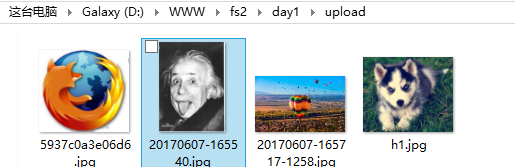 这台电脑 > Galaxy (D:) > WWW > fs2 > day1 > upload
5937c0a3e06d6
.jpg
20170607-1655
40.jpg
20170607-1657
17-1258.jpg
h1.jpg